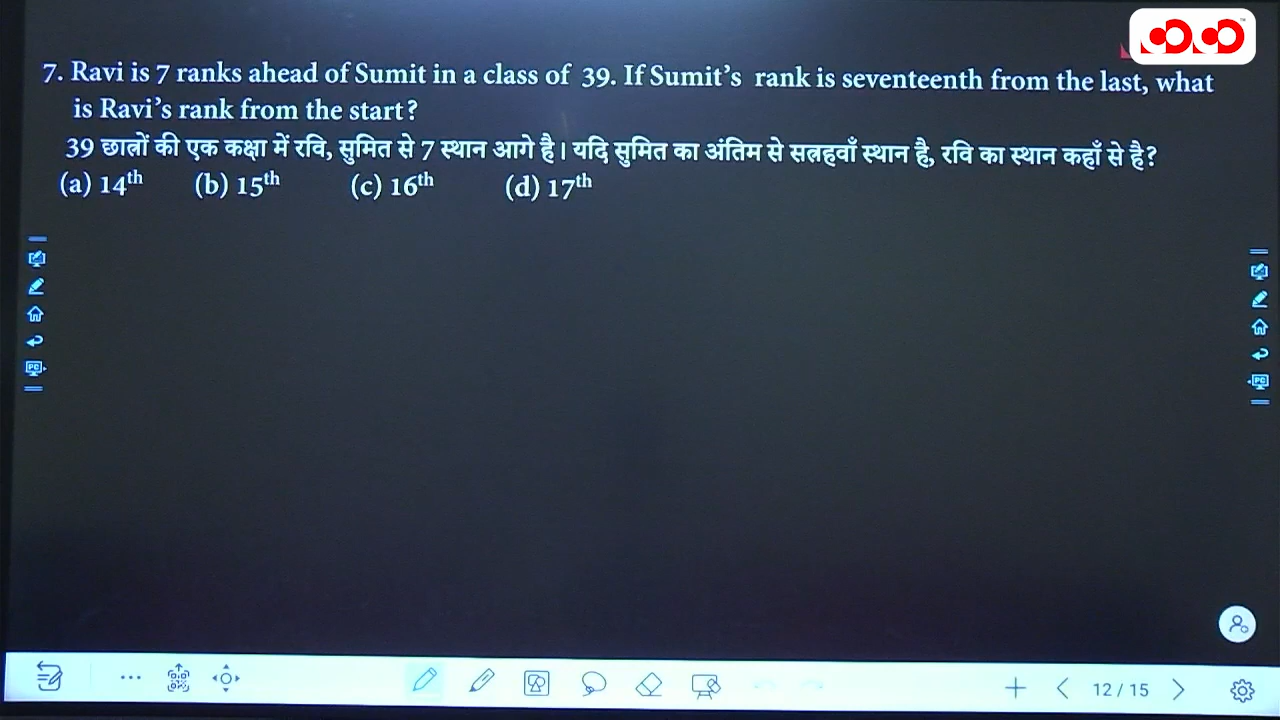 7. Ravi is 7 ranks ahead of Sumit in a class of 39. If Sumit’s rank is seventeenth from the last, what
is Ravi’s rank from the start?
39 छात्रों की एक कक्षा में रवि, सुमित से 7 स्थान आगे है। यदि सुमित का अंतिम से सत्रहवाँ स्थान है, रवि का स्थान कहाँ से है?
(a) 14th (b) 15th (c) 16th (d) 17th
PC
PC
12 / 15